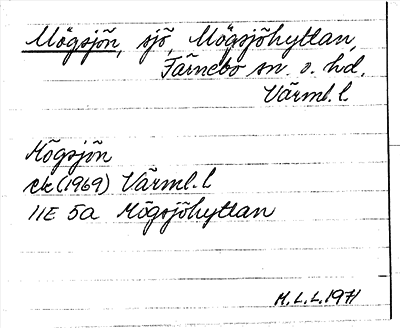 Mögsjön, sjö, Mögsjöhyttan,
Färnebo sn. o. hd.
Värml. l.
Mögsjön
ek (1969) Värml. l
11E 5a Mögsjöhyttan
M.L.L. 1971